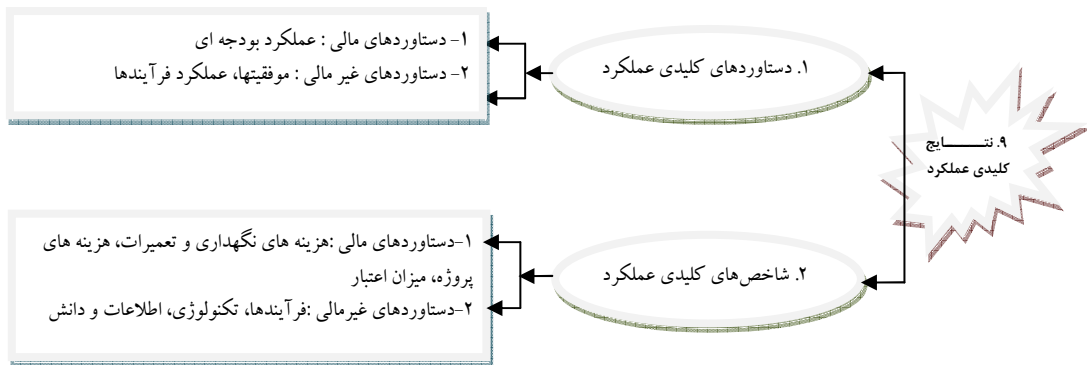 ۹. نتـــــــایج
کلیدی عملکرد
۱. دستاوردهای کلیدی عملکرد
۱- دستاوردهای مالی : عملکرد بودجه ای
۲- دستاوردهای غیر مالی : موفقیتها، عملکرد فرآیندها
۲. شاخص‌های کلیدی عملکرد
۱-دستاوردهای مالی :هزینه های نگهداری و تعمیرات، هزینه های
پروژه، میزان اعتبار
۲-دستاوردهای غیرمالی :فرآیندها، تکنولوژی، اطلاعات و دانش